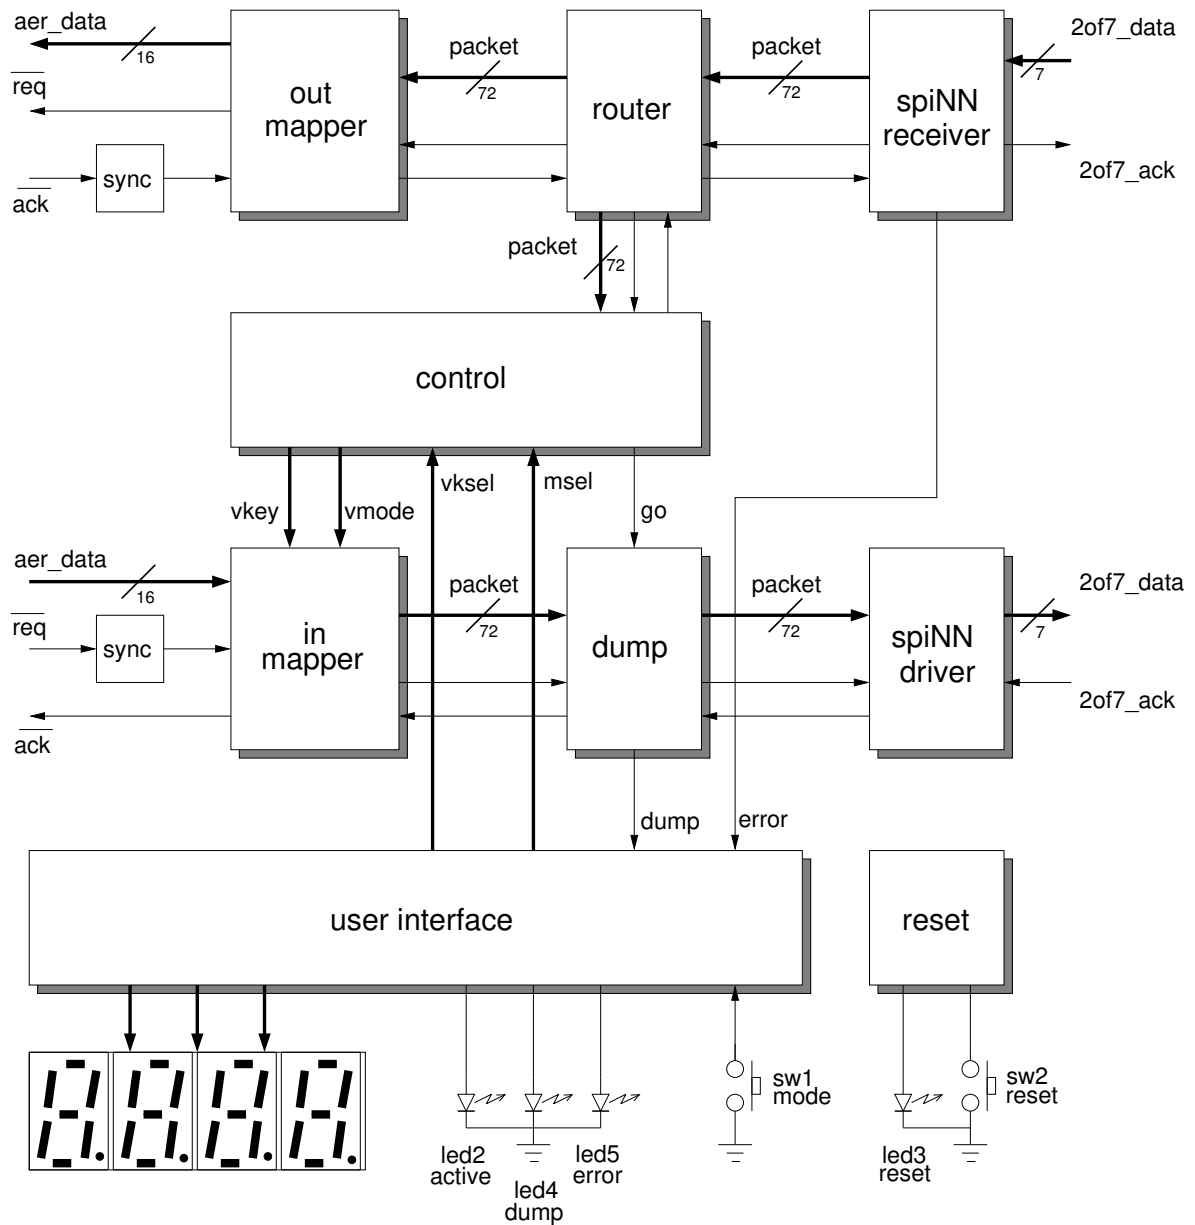 aer_data
16
req
ack
sync
out
mapper
packet
72
router
packet
72
spiNN
receiver
2of7_data
7
2of7_ack
packet
72
control
vkey
vmode
vksel
msel
go
aer_data
16
req
sync
ack
in
mapper
packet
72
dump
packet
72
spiNN
driver
2of7_data
7
2of7_ack
dump
error
user interface
reset
led2
active
led4
dump
led5
error
sw1
mode
led3
reset
sw2
reset